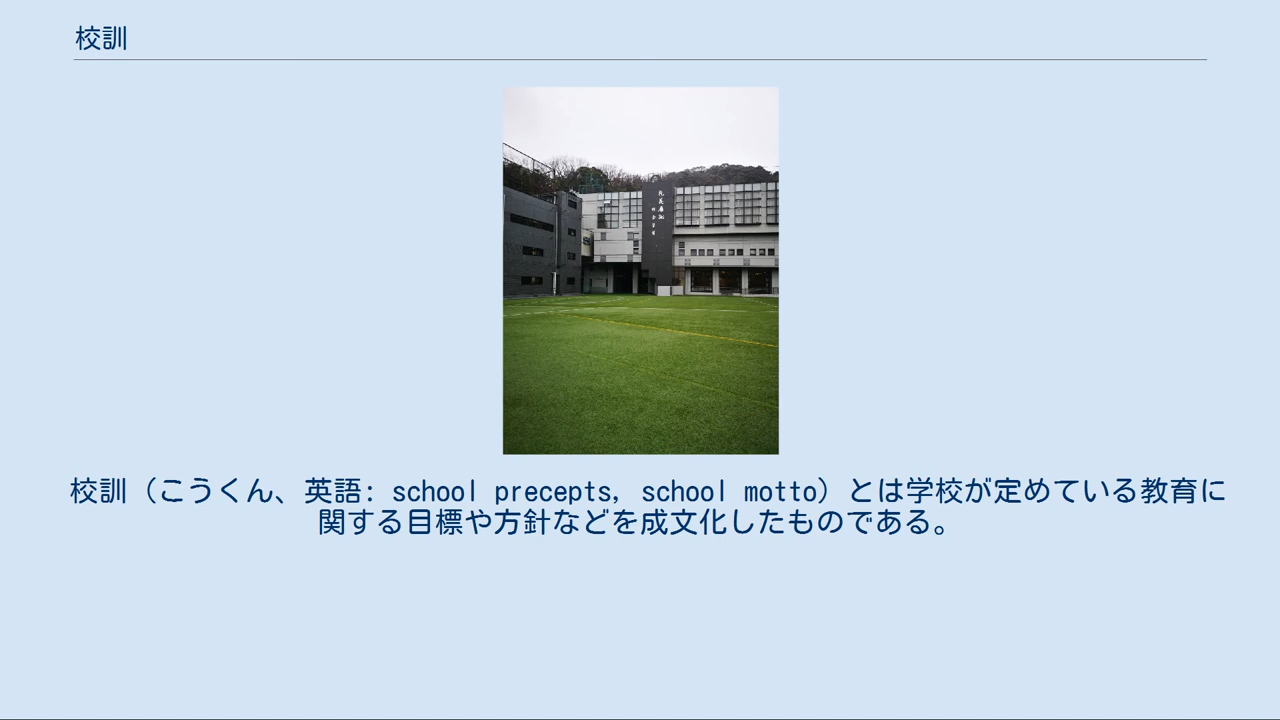 校訓
校訓（こうくん、英語: school precepts, school motto）とは学校が定めている教育に
関する目標や方針などを成文化したものである。